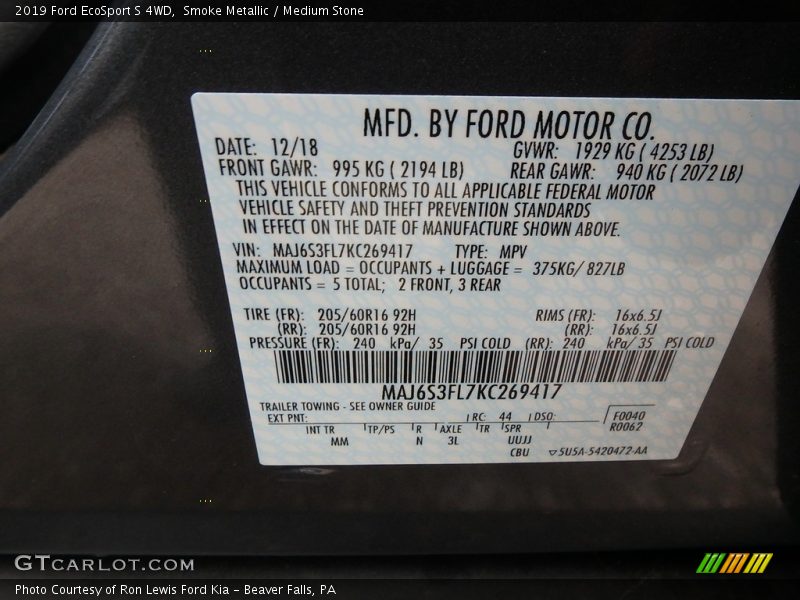 2019 Ford EcoSport S 4WD, Smoke Metallic / Medium Stone
MFD. BY FORD MOTOR CO.
DATE: 12/18 GVWR: 1929 KG ( 4253 LB)
FRONT GAWR: 995 KG ( 2194 LB) REAR GAWR: 940 KG ( 2072 LB)
THIS VEHICLE CONFORMS TO ALL APPLICABLE FEDERAL MOTOR
VEHICLE SAFETY AND THEFT PREVENTION STANDARDS
IN EFFECT ON THE DATE OF MANUFACTURE SHOWN ABOVE.
VIN: MAJ6S3FL7KC269417 TYPE: MPV
MAXIMUM LOAD = OCCUPANTS + LUGGAGE = 375KG/ 827LB
OCCUPANTS = 5 TOTAL; 2 FRONT, 3 REAR
TIRE (FR): 205/60R16 92H RIMS (FR): 16x6.5J
(RR): 205/60R16 92H (RR): 16x6.5J
PRESSURE (FR): 240 kPa/ 35 PSI COLD (RR): 240 kPa/ 35 PSI COLD
MAJ6S3FL7KC269417
TRAILER TOWING - SEE OWNER GUIDE
EXT PNT: RC: 44 DSO: F0040
R0062
INT TR TP/PS R AXLE TR SPR
MM N 3L UUJJ
CBU 5U5A-5420472-AA
GTCARLOT.COM
Photo Courtesy of Ron Lewis Ford Kia - Beaver Falls, PA